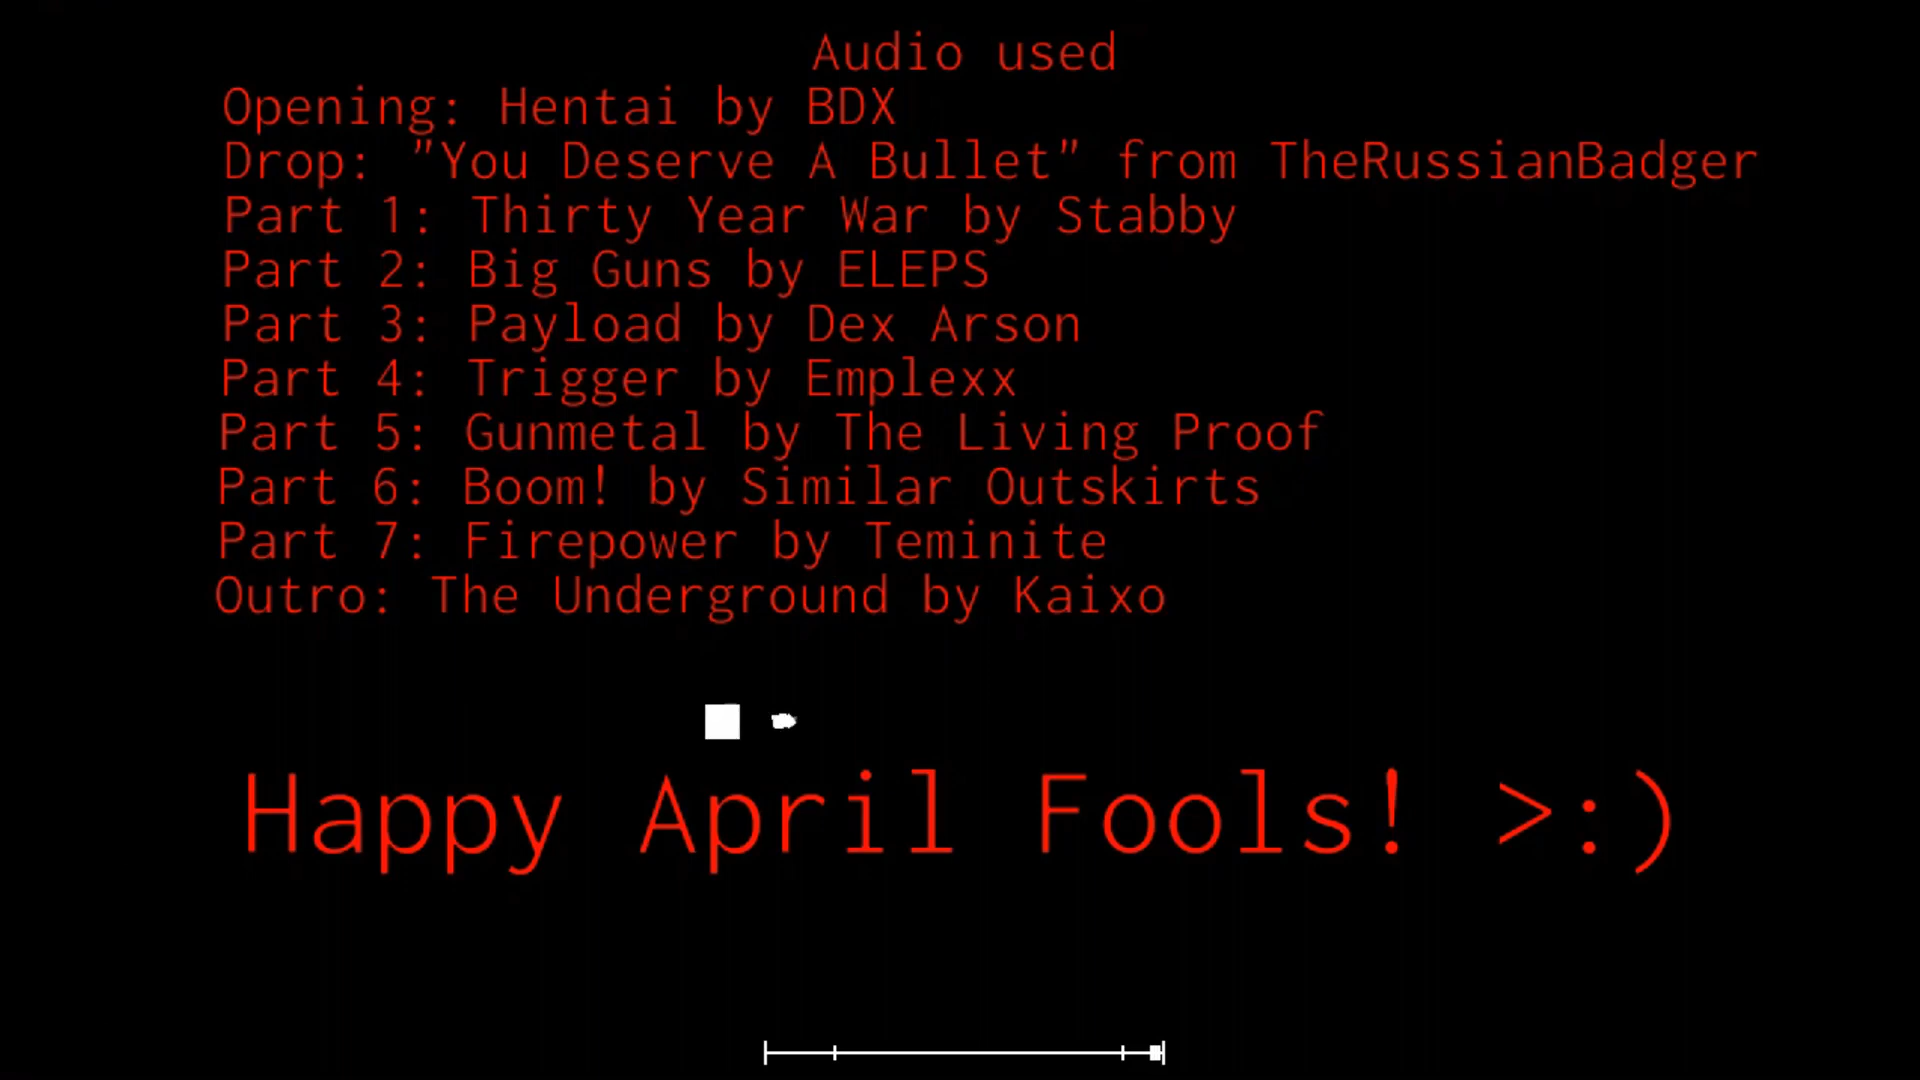 Audio used
Opening: Hentai by BDX
Drop: "You Deserve A Bullet" from TheRussianBadger
Part 1: Thirty Year War by Stabby
Part 2: Big Guns by ELEPS
Part 3: Payload by Dex Arson
Part 4: Trigger by Emplexx
Part 5: Gunmetal by The Living Proof
Part 6: Boom! by Similar Outskirts
Part 7: Firepower by Teminite
Outro: The Underground by Kaixo
Happy April Fools! >:)